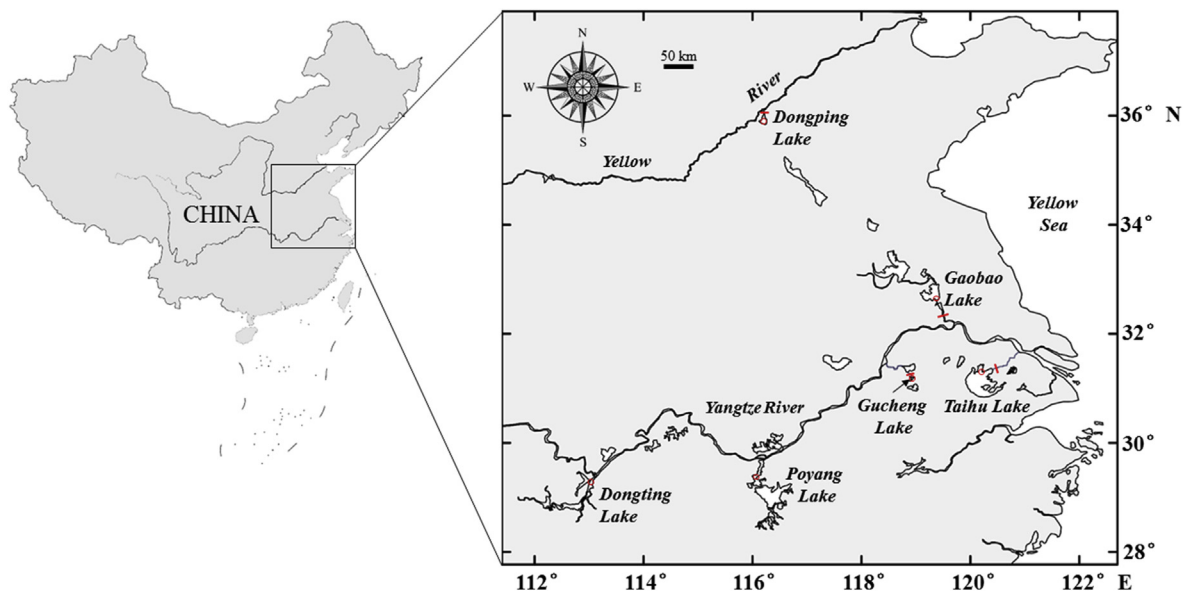 CHINA
N
W
E
S
50 km
River
Yellow
Dongping
Lake
Yellow
Sea
Gaobao
Lake
Yangtze River
Gucheng
Lake
Taihu Lake
Poyang
Lake
Dongting
Lake
36° N
34°
32°
30°
28°
112° 114° 116° 118° 120° 122° E